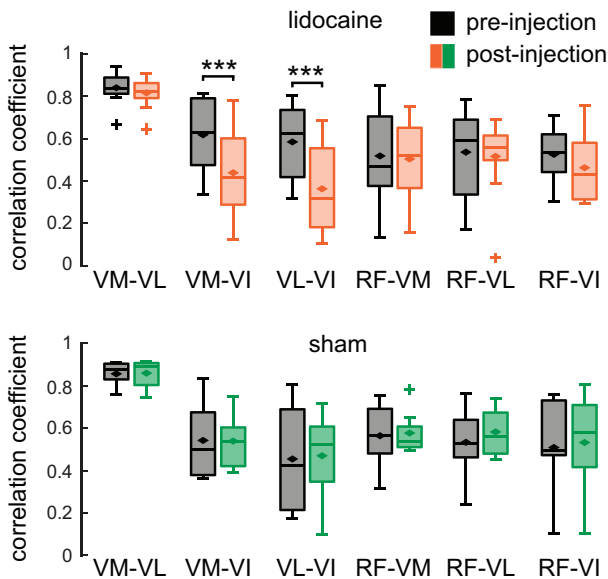 lidocaine
pre-injection
post-injection
correlation coefficient
1
0.8
0.6
0.4
0.2
0
***
***
VM-VL VM-VI VL-VI RF-VM RF-VL RF-VI
sham
correlation coefficient
1
0.8
0.6
0.4
0.2
0
VM-VL VM-VI VL-VI RF-VM RF-VL RF-VI